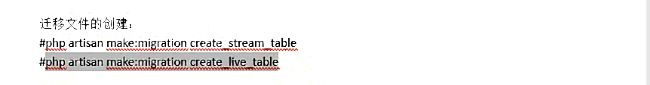 迁移文件的创建：
#php artisan make:migration create_stream_table
#php artisan make:migration create_live_table